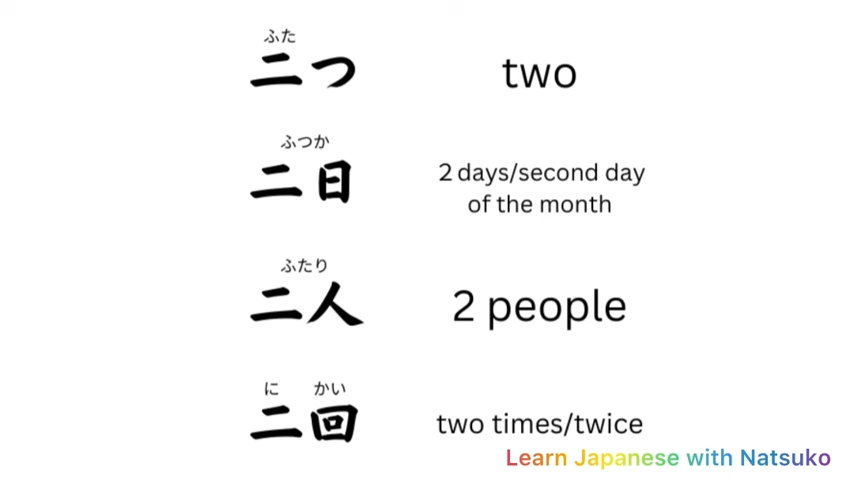 ふた
二つ
two
ふつか
二日
2 days/second day
of the month
ふたり
二人
2 people
に かい
二回
two times/twice
Learn Japanese with Natsuko